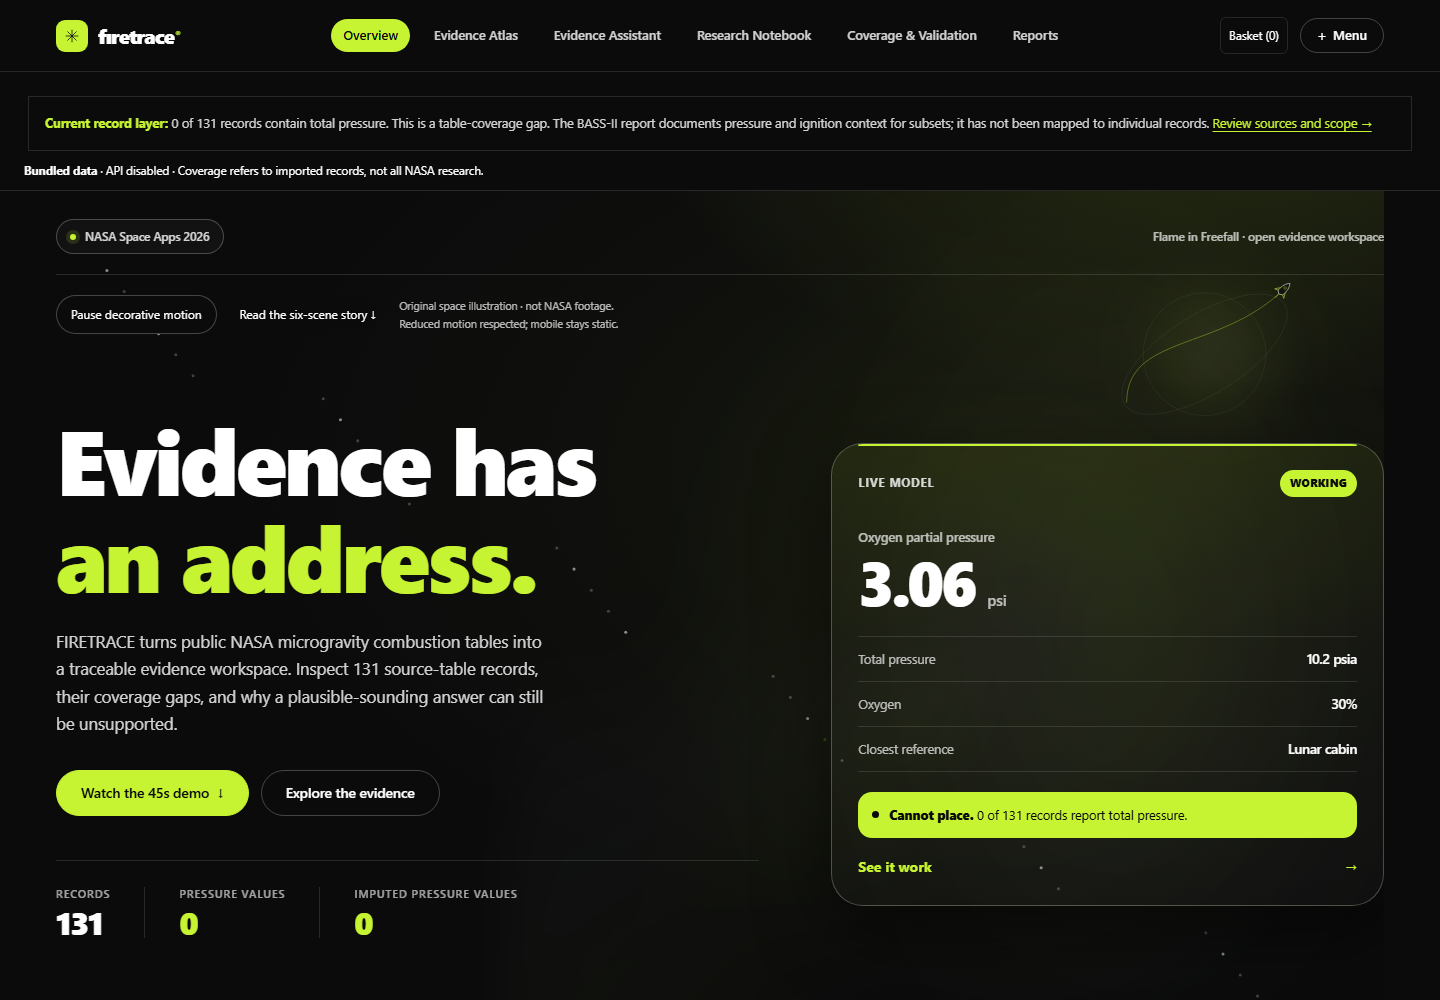 firetrace
Overview
Evidence Atlas
Evidence Assistant
Research Notebook
Coverage & Validation
Reports
Basket (0)
+ Menu
Current record layer: 0 of 131 records contain total pressure. This is a table-coverage gap. The BASS-II report documents pressure and ignition context for subsets; it has not been mapped to individual records. Review sources and scope →
Bundled data · API disabled · Coverage refers to imported records, not all NASA research.
NASA Space Apps 2026
Flame in Freefall · open evidence workspace
Pause decorative motion
Read the six-scene story ↓
Original space illustration · not NASA footage.
Reduced motion respected; mobile stays static.
Evidence has
an address.
FIRETRACE turns public NASA microgravity combustion tables into
a traceable evidence workspace. Inspect 131 source-table records,
their coverage gaps, and why a plausible-sounding answer can still
be unsupported.
Watch the 45s demo ↓
Explore the evidence
RECORDS
131
PRESSURE VALUES
0
IMPUTED PRESSURE VALUES
0
LIVE MODEL
WORKING
Oxygen partial pressure
3.06 psi
Total pressure 10.2 psia
Oxygen 30%
Closest reference Lunar cabin
Cannot place. 0 of 131 records report total pressure.
See it work →